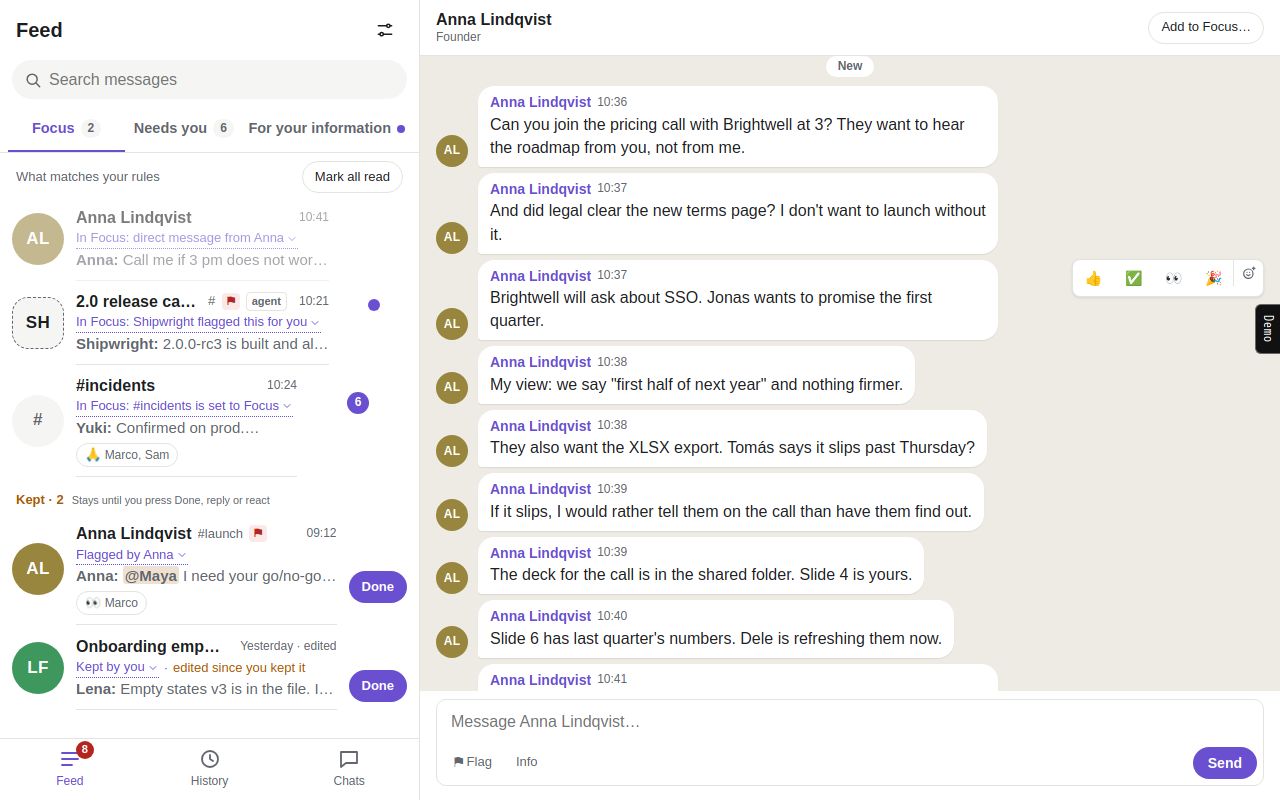 Feed
Search messages
Focus 2
Needs you 6
For your information
What matches your rules
Mark all read
AL
Anna Lindqvist
10:41
In Focus: direct message from Anna
Anna: Call me if 3 pm does not wor…
SH
2.0 release ca… # agent 10:21
In Focus: Shipwright flagged this for you
Shipwright: 2.0.0-rc3 is built and al…
#
#incidents
10:24
In Focus: #incidents is set to Focus
6
Yuki: Confirmed on prod.…
🙏 Marco, Sam
Kept · 2 Stays until you press Done, reply or react
AL
Anna Lindqvist #launch 09:12
Flagged by Anna
Anna: @Maya I need your go/no-go…
👀 Marco
Done
LF
Onboarding emp… Yesterday · edited
Kept by you · edited since you kept it
Lena: Empty states v3 is in the file. I…
Done
8
Feed
History
Chats
Anna Lindqvist
Founder
Add to Focus…
New
AL
Anna Lindqvist 10:36
Can you join the pricing call with Brightwell at 3? They want to hear
the roadmap from you, not from me.
AL
Anna Lindqvist 10:37
And did legal clear the new terms page? I don't want to launch without
it.
AL
Anna Lindqvist 10:37
Brightwell will ask about SSO. Jonas wants to promise the first
quarter.
👍 ✅ 👀 🎉
Demo
AL
Anna Lindqvist 10:38
My view: we say "first half of next year" and nothing firmer.
AL
Anna Lindqvist 10:38
They also want the XLSX export. Tomás says it slips past Thursday?
AL
Anna Lindqvist 10:39
If it slips, I would rather tell them on the call than have them find out.
AL
Anna Lindqvist 10:39
The deck for the call is in the shared folder. Slide 4 is yours.
AL
Anna Lindqvist 10:40
Slide 6 has last quarter's numbers. Dele is refreshing them now.
AL
Anna Lindqvist 10:41
Message Anna Lindqvist…
Flag
Info
Send